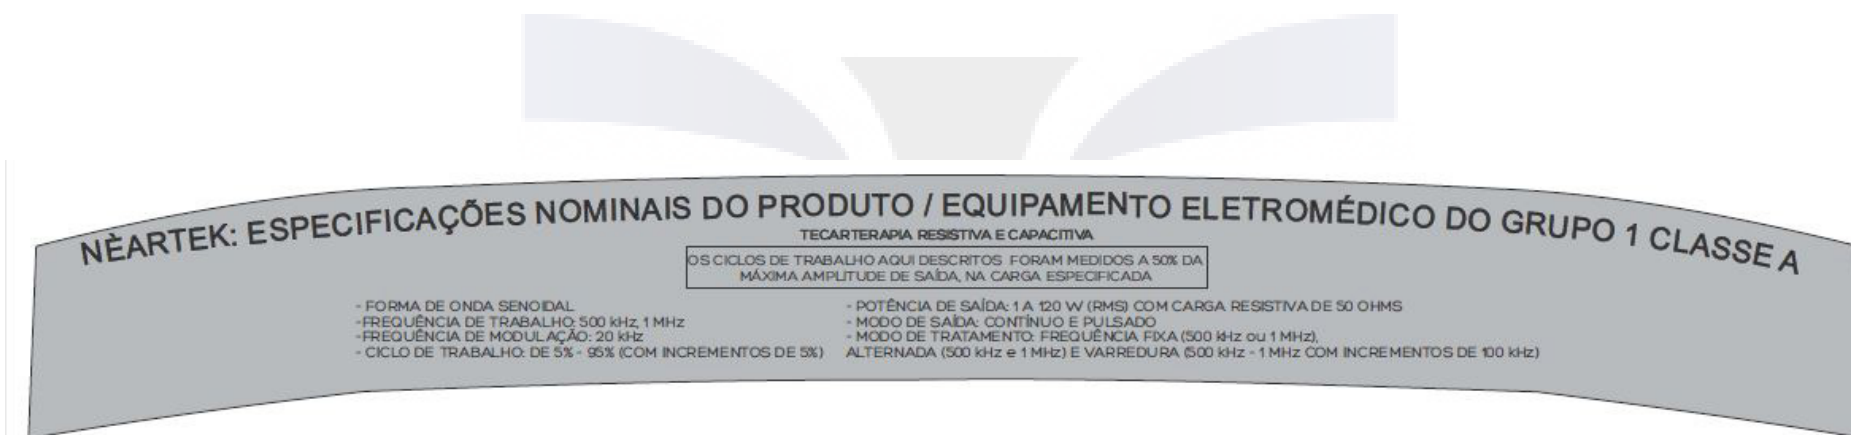 NÈARTEK: ESPECIFICAÇÕES NOMINAIS DO PRODUTO / EQUIPAMENTO ELETROMÉDICO DO GRUPO 1 CLASSE A
TECARTERAPIA RESISTIVA E CAPACITIVA
OS CICLOS DE TRABALHO AQUI DESCRITOS FORAM MEDIDOS A 50% DA
MÁXIMA AMPLITUDE DE SAÍDA, NA CARGA ESPECIFICADA
- FORMA DE ONDA SENOIDAL
-FREQUÊNCIA DE TRABALHO: 500 kHz, 1 MHz
-FREQUÊNCIA DE MODULAÇÃO: 20 kHz
- CICLO DE TRABALHO: DE 5% - 95% (COM INCREMENTOS DE 5%)
- POTÊNCIA DE SAÍDA: 1 A 120 W (RMS) COM CARGA RESISTIVA DE 50 OHMS
- MODO DE SAÍDA: CONTÍNUO E PULSADO
- MODO DE TRATAMENTO: FREQUÊNCIA FIXA (500 kHz ou 1 MHz),
ALTERNADA (500 kHz e 1 MHz) E VARREDURA (500 kHz - 1 MHz COM INCREMENTOS DE 100 kHz)